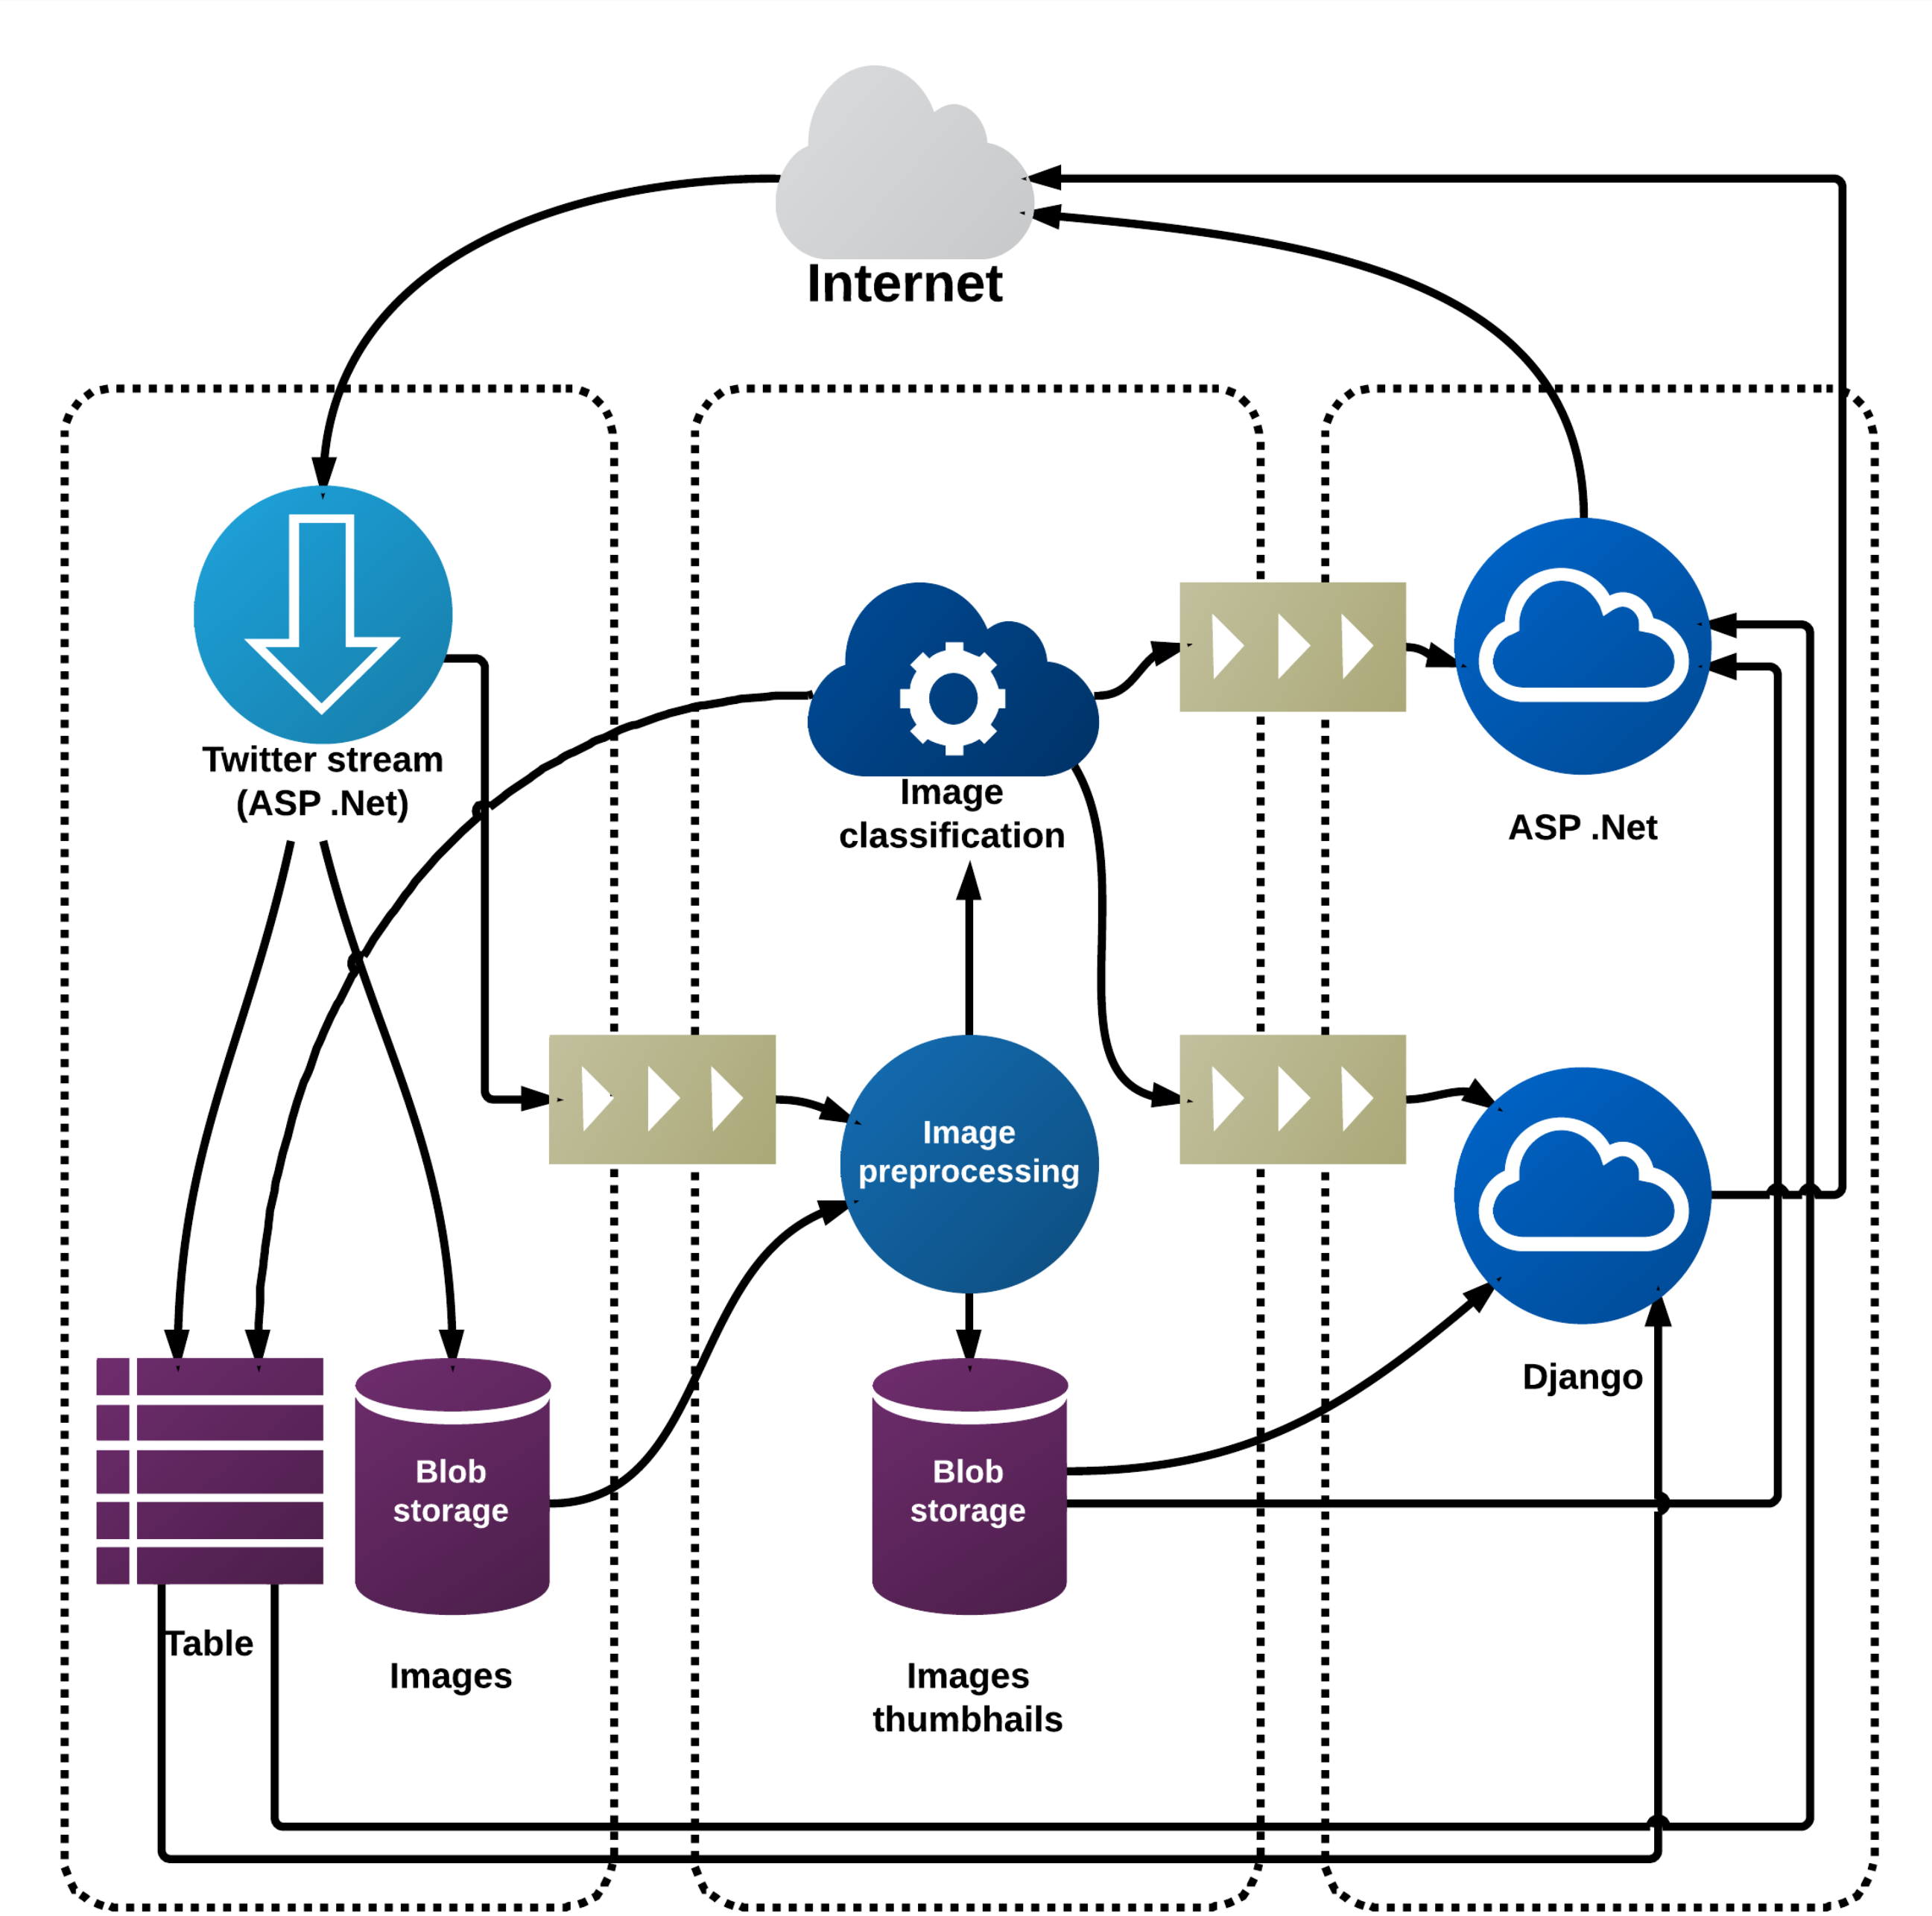 Internet
Twitter stream
(ASP .Net)
Image
classification
ASP .Net
Image
preprocessing
Django
Blob
storage
Blob
storage
Table
Images
Images
thumbhails